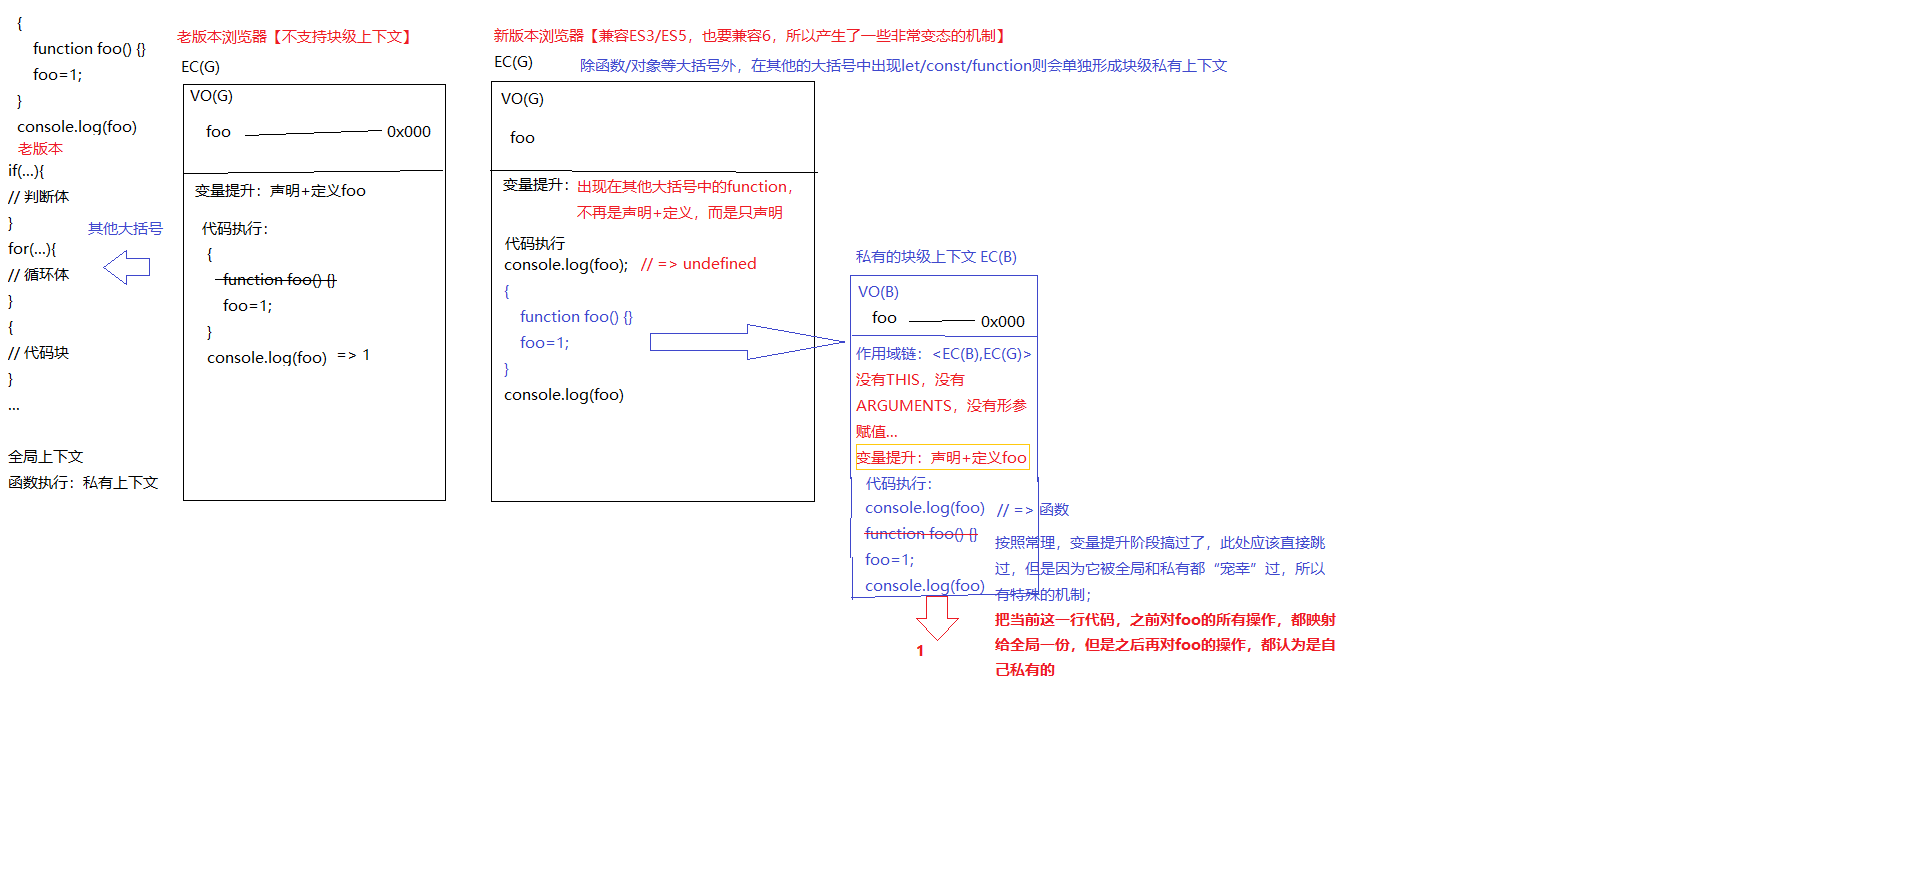 {
function foo() {}
foo=1;
}
console.log(foo)
老版本
if(...){
// 判断体
}
for(...){
// 循环体
}
{
// 代码块
}
...
全局上下文
函数执行：私有上下文
其他大括号
老版本浏览器【不支持块级上下文】
EC(G)
VO(G)
foo 0x000
变量提升：声明+定义foo
代码执行：
{
function foo() {}
foo=1;
}
console.log(foo) => 1
新版本浏览器【兼容ES3/ES5，也要兼容6，所以产生了一些非常变态的机制】
EC(G)
除函数/对象等大括号外，在其他的大括号中出现let/const/function则会单独形成块级私有上下文
VO(G)
foo
变量提升：出现在其他大括号中的function，
不再是声明+定义，而是只声明
代码执行
console.log(foo); // => undefined
{
function foo() {}
foo=1;
}
console.log(foo)
私有的块级上下文 EC(B)
VO(B)
foo 0x000
作用域链：<EC(B),EC(G)>
没有THIS，没有
ARGUMENTS，没有形参
赋值...
变量提升：声明+定义foo
代码执行：
console.log(foo) // => 函数
function foo() {}
foo=1;
console.log(foo)
1
按照常理，变量提升阶段搞过了，此处应该直接跳
过，但是因为它被全局和私有都“宠幸”过，所以
有特殊的机制；
把当前这一行代码，之前对foo的所有操作，都映射
给全局一份，但是之后再对foo的操作，都认为是自
己私有的